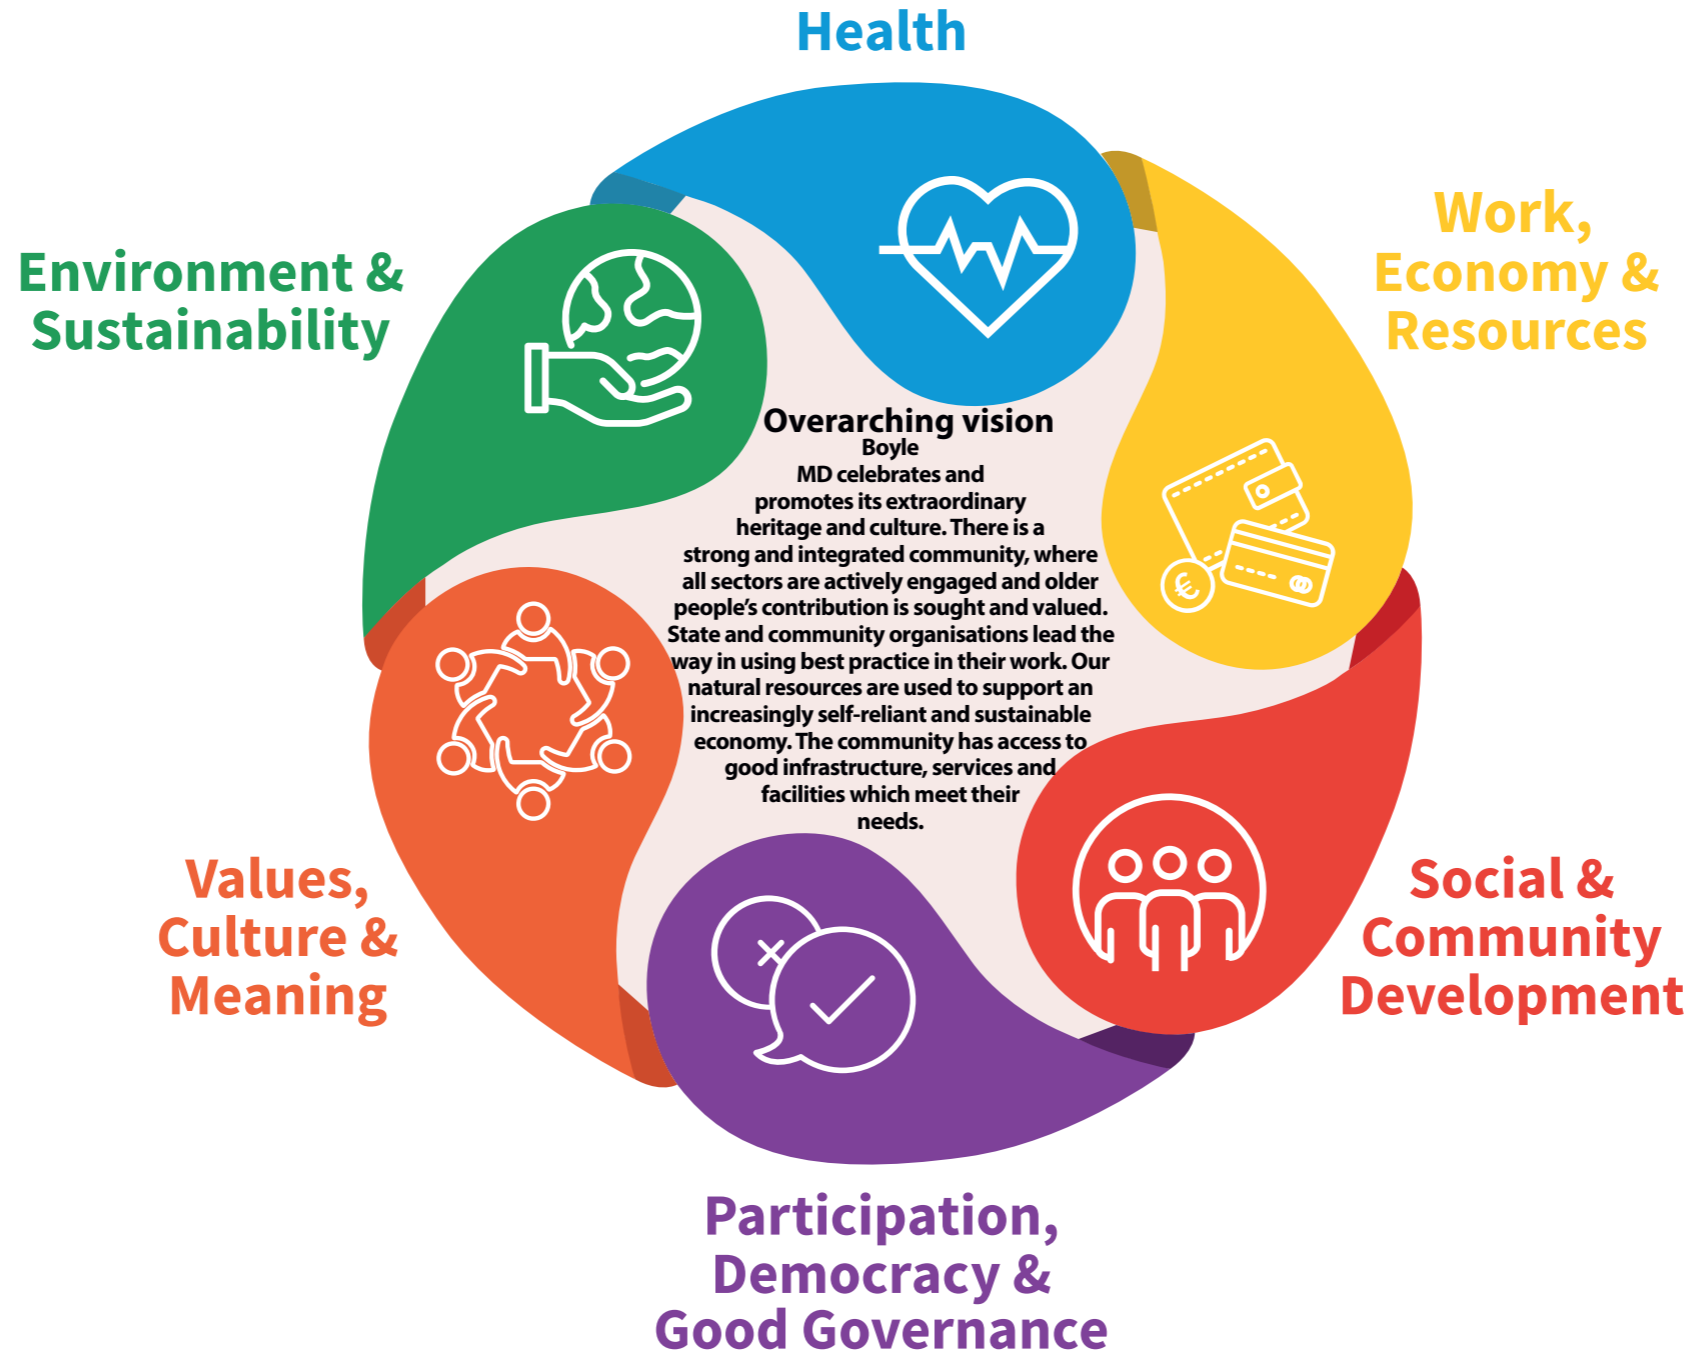 Health
Work,
Economy &
Resources
Environment &
Sustainability
Overarching vision
Boyle
MD celebrates and
promotes its extraordinary
heritage and culture. There is a
strong and integrated community, where
all sectors are actively engaged and older
people’s contribution is sought and valued.
State and community organisations lead the
way in using best practice in their work. Our
natural resources are used to support an
increasingly self-reliant and sustainable
economy. The community has access to
good infrastructure, services and
facilities which meet their
needs.
€
Values,
Culture &
Meaning
Social &
Community
Development
Participation,
Democracy &
Good Governance